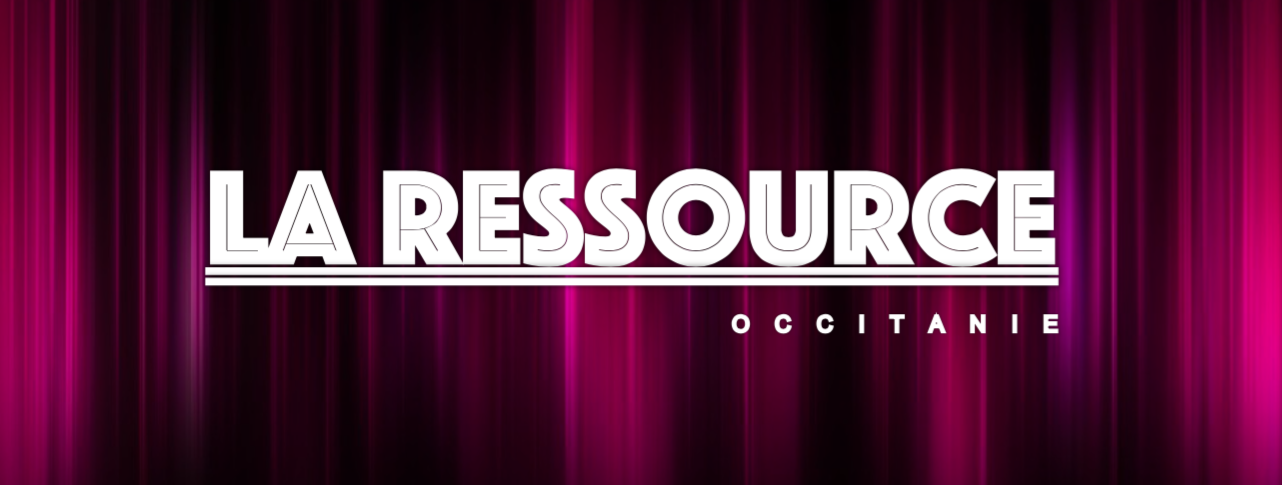 LA RESSOURCE
OCCITANIE